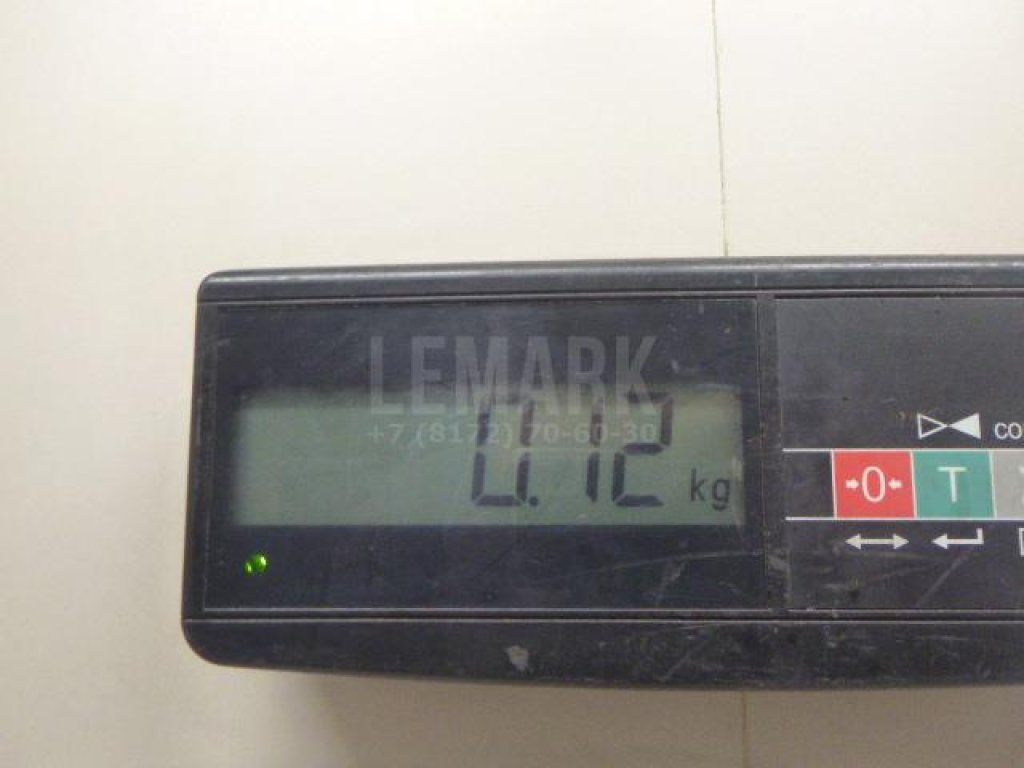 LEMARK
+7 (8172) 70-60-30
0.12 kg
co
→0←
T